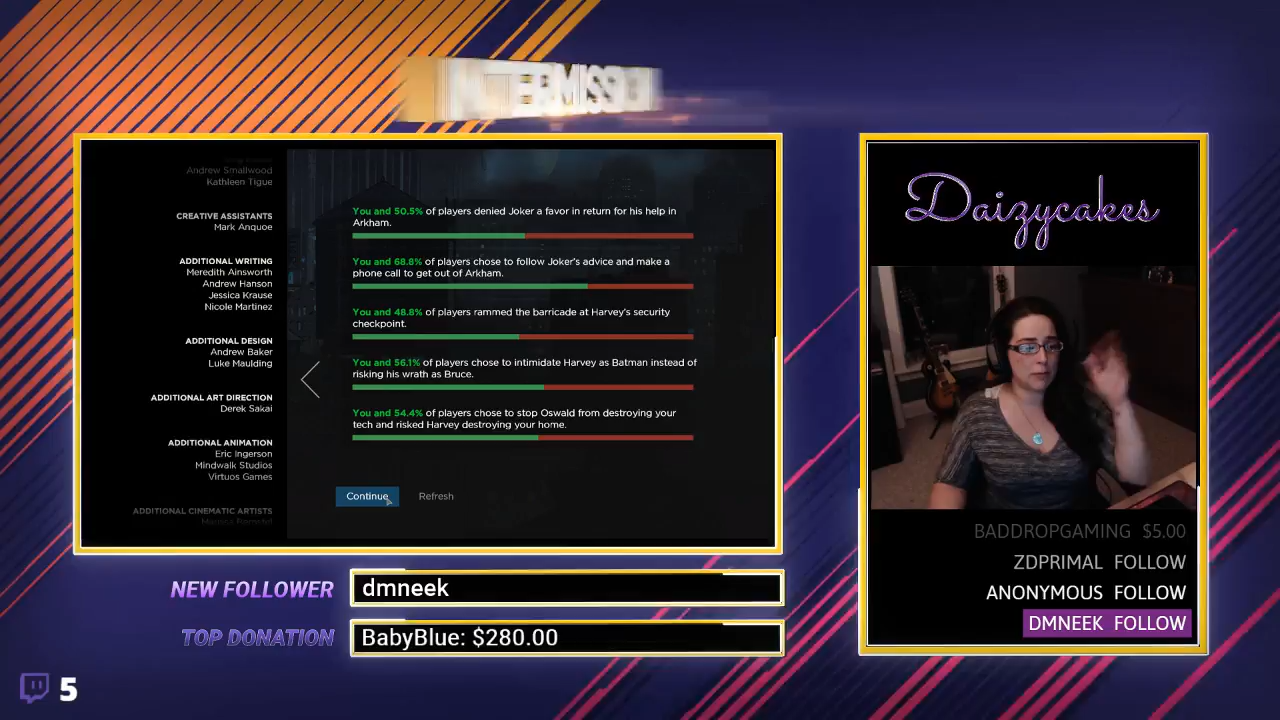 INTERMISSI
Andrew Smallwood
Kathleen Tigue
CREATIVE ASSISTANTS
Mark Anquoe
ADDITIONAL WRITING
Meredith Ainsworth
Andrew Hanson
Jessica Krause
Nicole Martinez
ADDITIONAL DESIGN
Andrew Baker
Luke Maulding
ADDITIONAL ART DIRECTION
Derek Sakai
ADDITIONAL ANIMATION
Eric Ingerson
Mindwalk Studios
Virtuos Games
ADDITIONAL CINEMATIC ARTISTS
You and 50.5% of players denied Joker a favor in return for his help in
Arkham.
You and 68.8% of players chose to follow Joker's advice and make a
phone call to get out of Arkham.
You and 48.8% of players rammed the barricade at Harvey's security
checkpoint.
You and 56.1% of players chose to intimidate Harvey as Batman instead of
risking his wrath as Bruce.
You and 54.4% of players chose to stop Oswald from destroying your
tech and risked Harvey destroying your home.
Continue
Refresh
Daizycakes
BADDROPGAMING $5.00
ZDPRIMAL FOLLOW
ANONYMOUS FOLLOW
DMNEEK FOLLOW
NEW FOLLOWER
dmneek
TOP DONATION
BabyBlue: $280.00
5